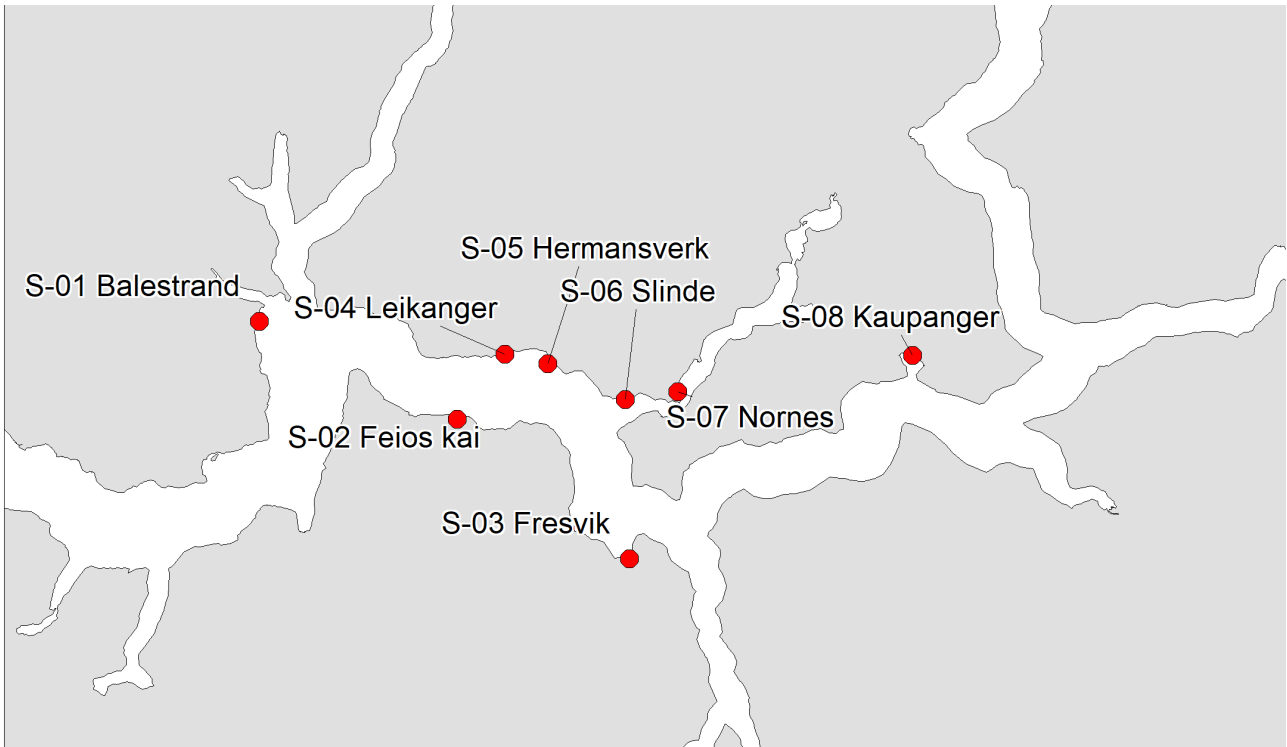 S-05 Hermansverk
S-01 Balestrand
S-06 Slinde
S-04 Leikanger
S-08 Kaupanger
S-07 Nornes
S-02 Feios kai
S-03 Fresvik